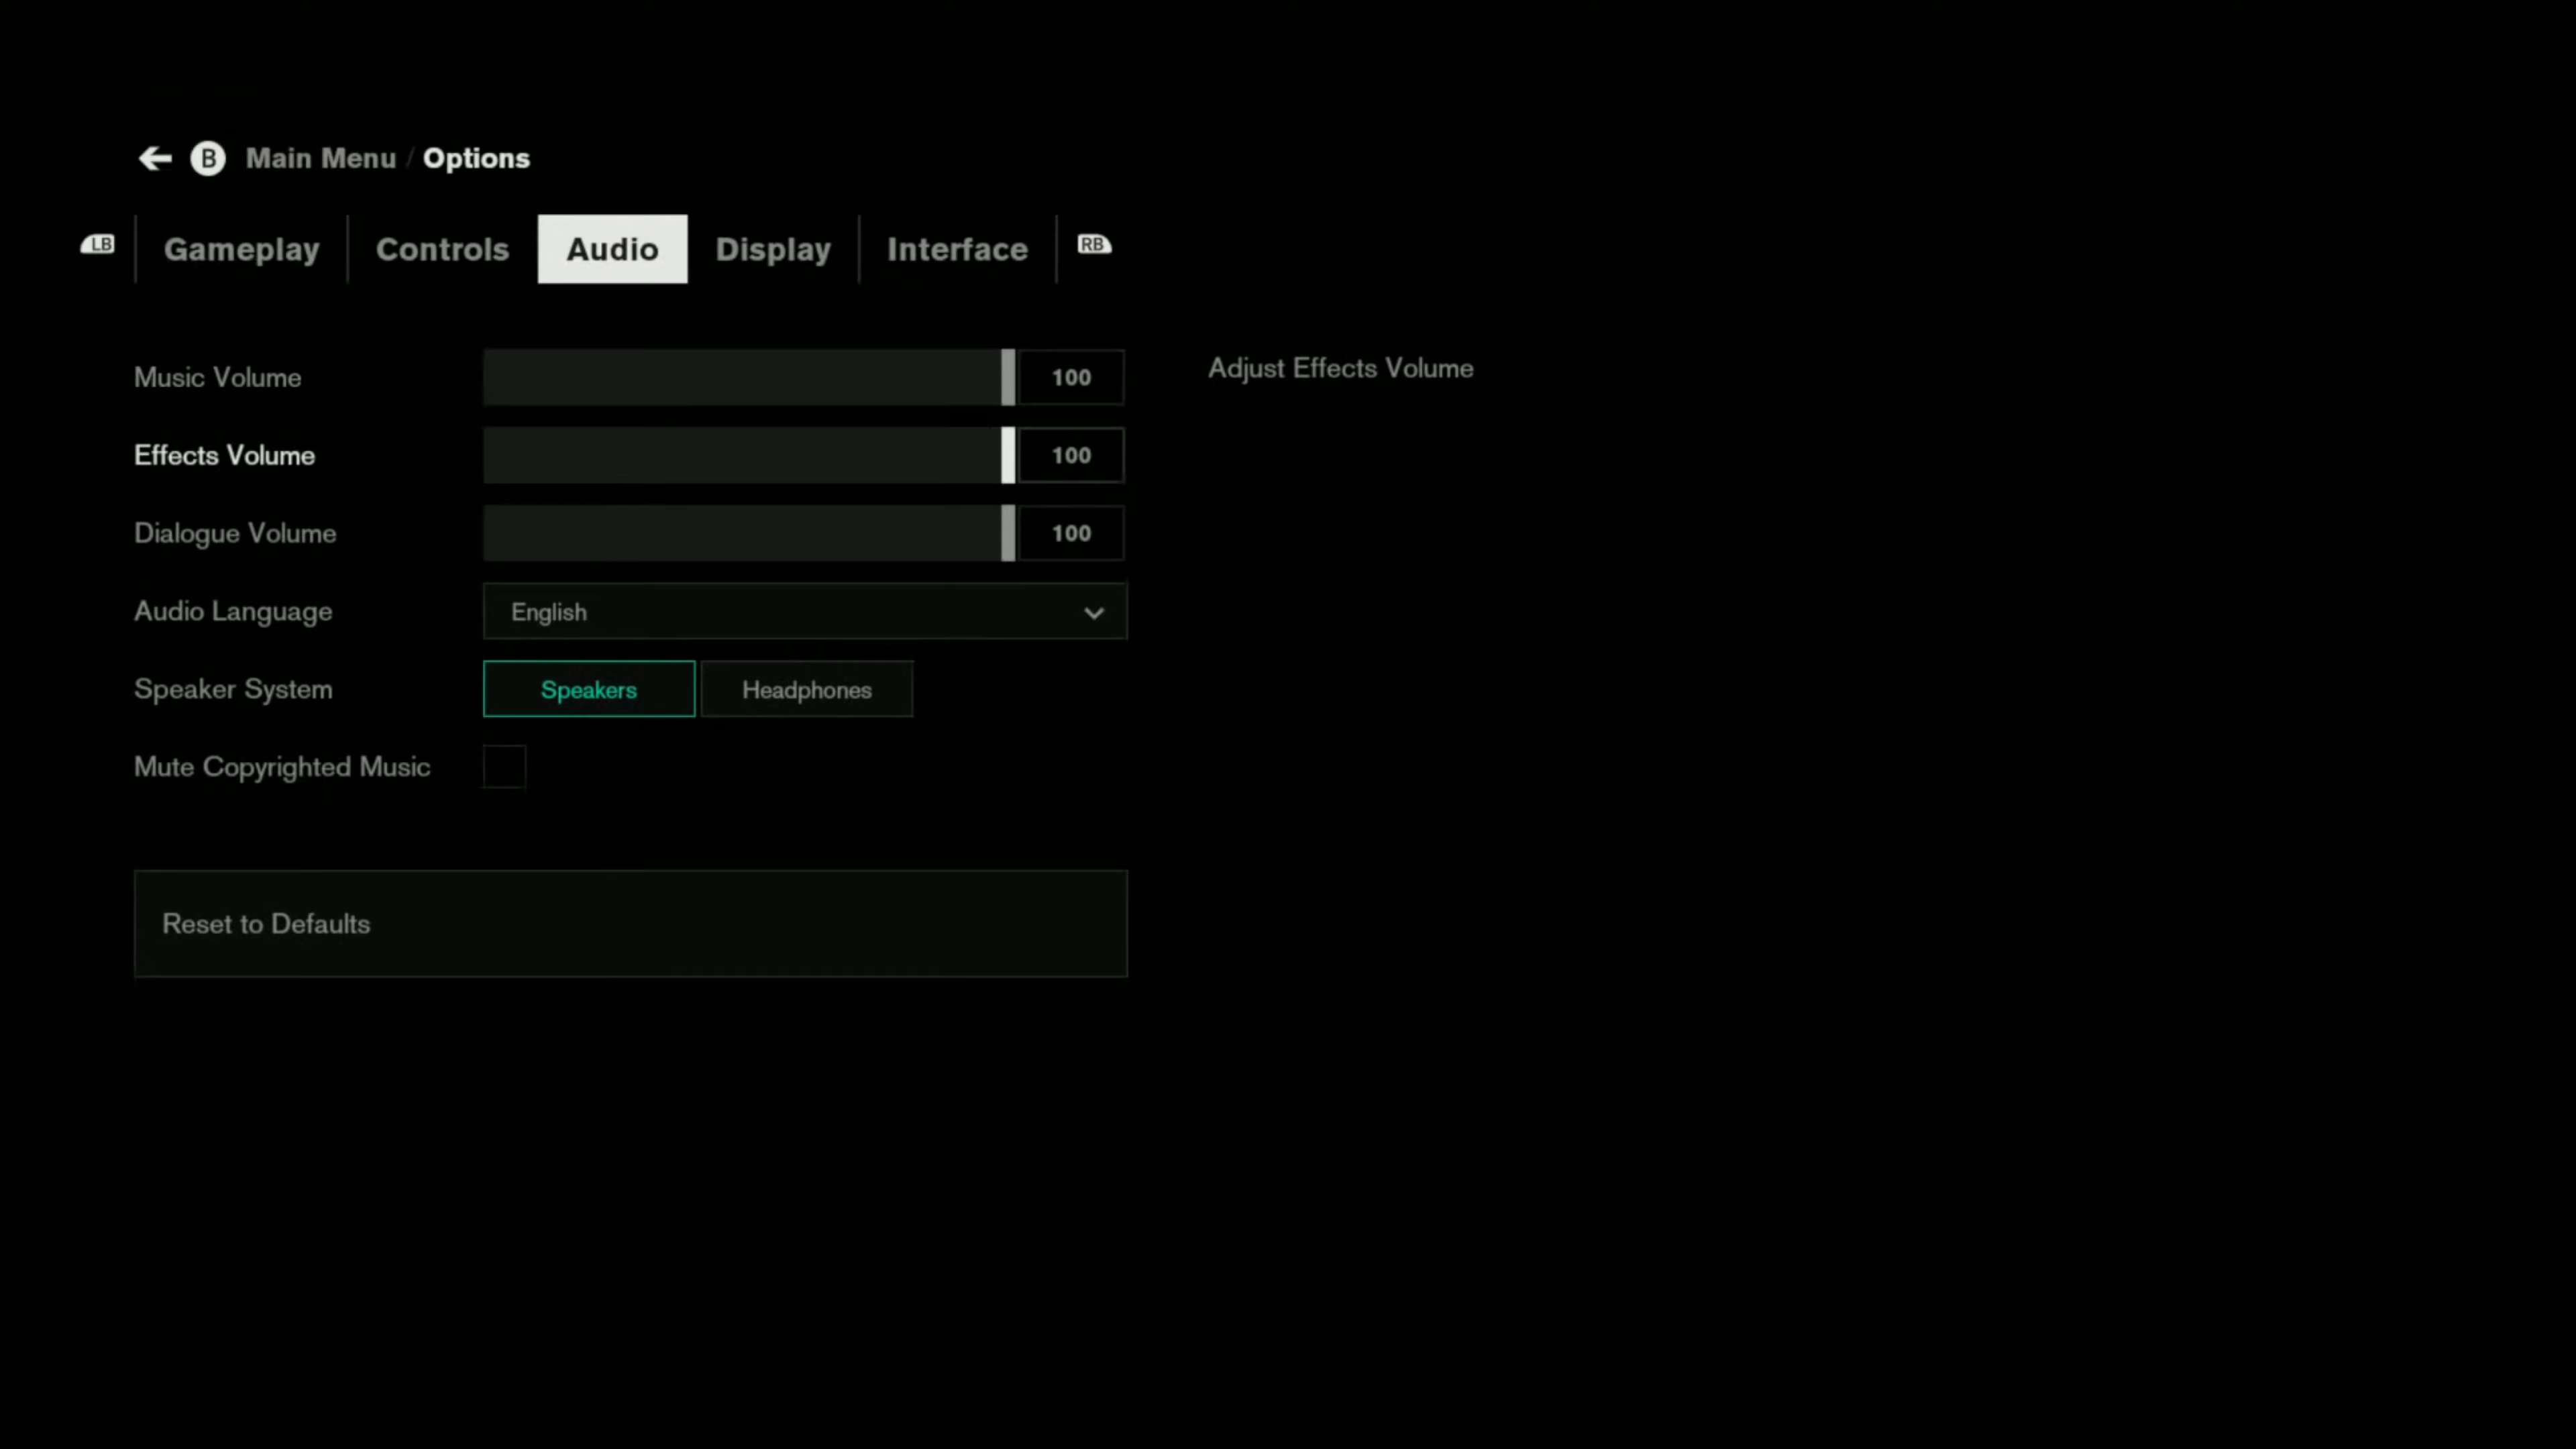 B Main Menu / Options
LB Gameplay Controls Audio Display Interface RB
Music Volume 100 Adjust Effects Volume
Effects Volume 100
Dialogue Volume 100
Audio Language English
Speaker System Speakers Headphones
Mute Copyrighted Music
Reset to Defaults